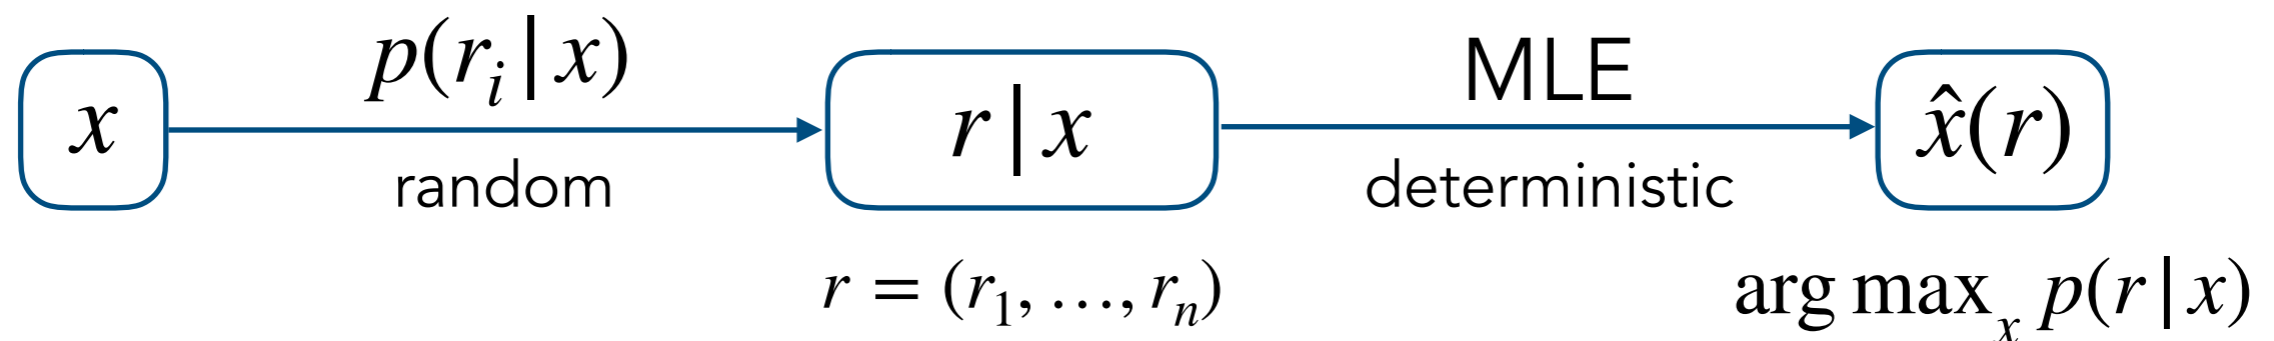 x
p(r_i | x)
random
r | x
r = (r_1, …, r_n)
MLE
deterministic
x̂(r)
arg max_x p(r | x)